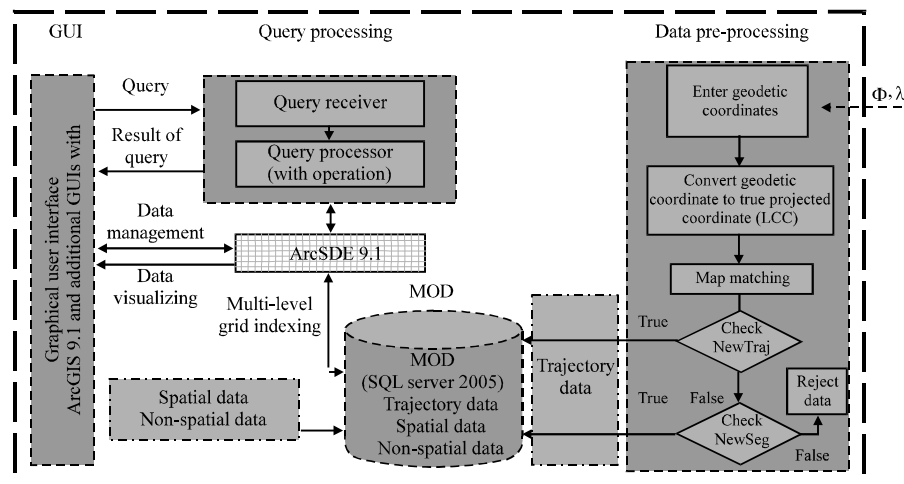 GUI
Query processing
Data pre-processing
Graphical user interface
ArcGIS 9.1 and additional GUIs with
Query
Result of
query
Query receiver
Query processor
(with operation)
Data
management
Data
visualizing
ArcSDE 9.1
Multi-level
grid indexing
MOD
MOD
(SQL server 2005)
Trajectory data
Spatial data
Non-spatial data
Spatial data
Non-spatial data
Trajectory
data
Enter geodetic
coordinates
Φ, λ
Convert geodetic
coordinate to true projected
coordinate (LCC)
Map matching
True
Check
NewTraj
True
False
Reject
data
Check
NewSeg
False